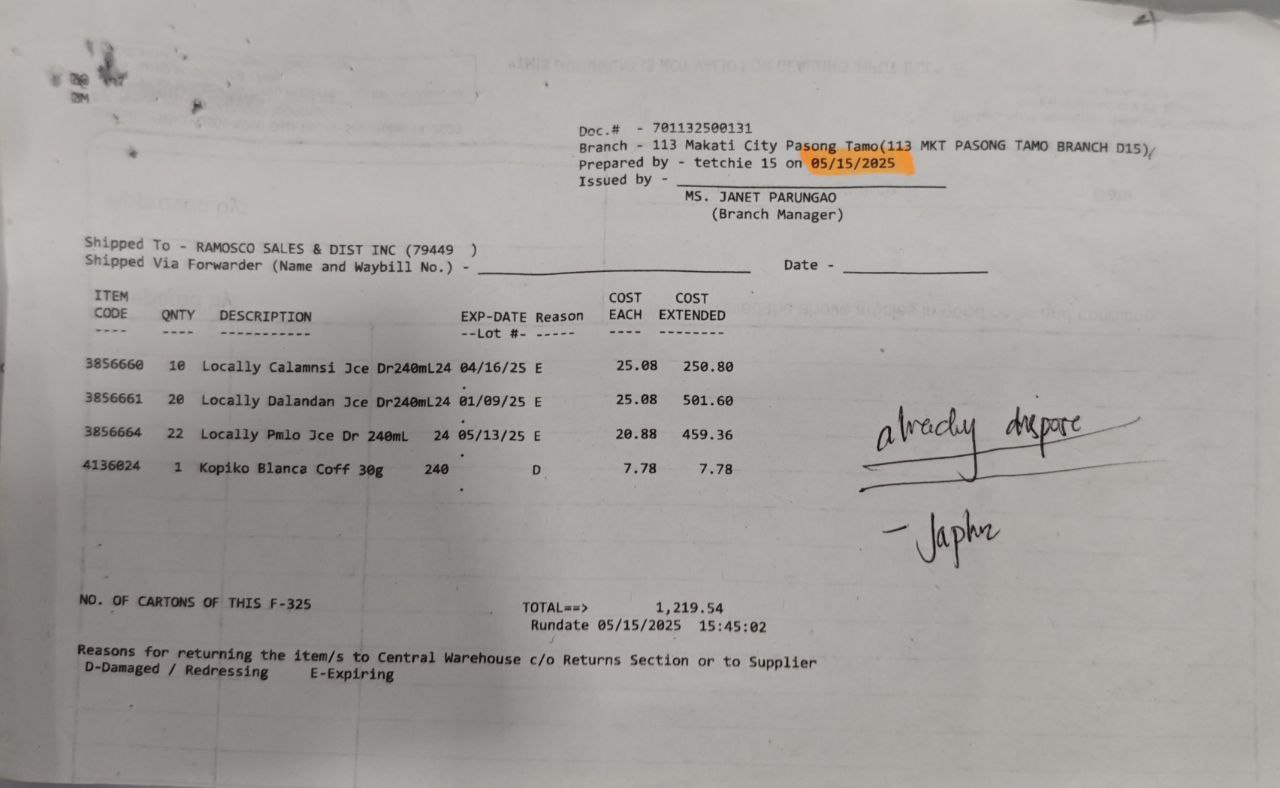 Doc.# - 701132500131
Branch - 113 Makati City Pasong Tamo(113 MKT PASONG TAMO BRANCH D15)
Prepared by - tetchie 15 on 05/15/2025
Issued by -
MS. JANET PARUNGAO
(Branch Manager)
Shipped To - RAMOSCO SALES & DIST INC (79449 )
Shipped Via Forwarder (Name and Waybill No.) - Date -
ITEM COST COST
CODE QNTY DESCRIPTION EXP-DATE Reason EACH EXTENDED
---- ---- ----------- --Lot #- ----- ---- --------
3856660 10 Locally Calamnsi Jce Dr240mL24 04/16/25 E 25.08 250.80
3856661 20 Locally Dalandan Jce Dr240mL24 01/09/25 E 25.08 501.60
3856664 22 Locally Pmlo Jce Dr 240mL 24 05/13/25 E 20.88 459.36
4136024 1 Kopiko Blanca Coff 30g 240 D 7.78 7.78
already dispose
- Japhz
NO. OF CARTONS OF THIS F-325 TOTAL==> 1,219.54
Rundate 05/15/2025 15:45:02
Reasons for returning the item/s to Central Warehouse c/o Returns Section or to Supplier
D-Damaged / Redressing E-Expiring